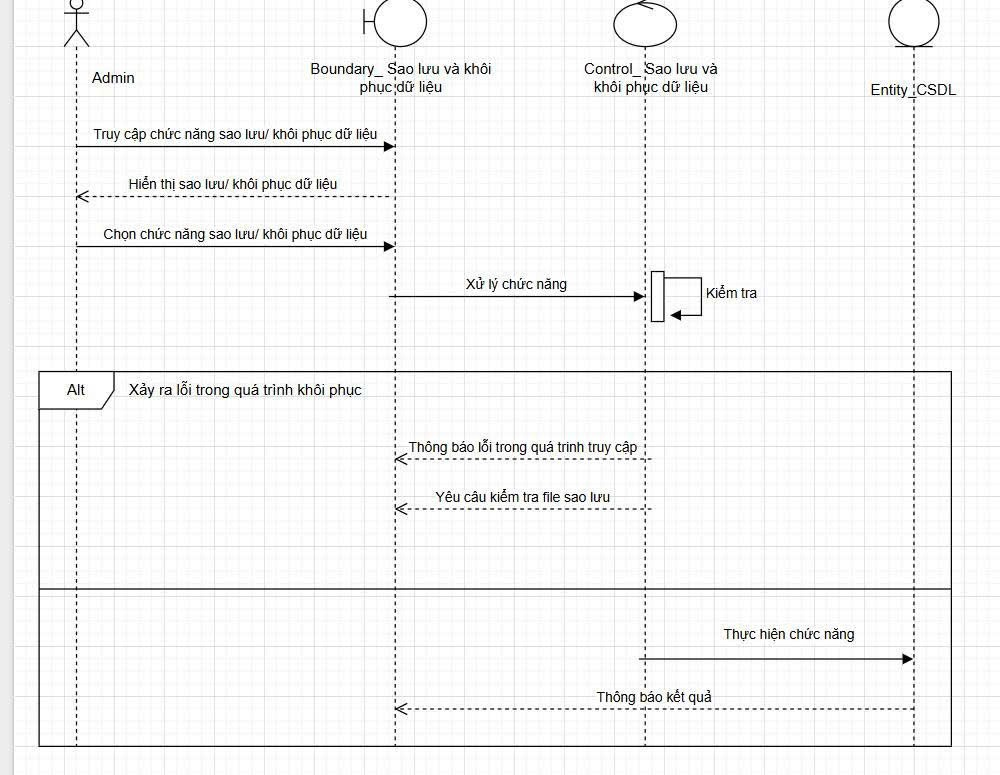 Admin
Boundary_ Sao lưu và khôi
phục dữ liệu
Control_ Sao lưu và
khôi phục dữ liệu
Entity_CSDL
Truy cập chức năng sao lưu/ khôi phục dữ liệu
Hiển thị sao lưu/ khôi phục dữ liệu
Chọn chức năng sao lưu/ khôi phục dữ liệu
Xử lý chức năng
Kiểm tra
Alt
Xảy ra lỗi trong quá trình khôi phục
Thông báo lỗi trong quá trinh truy cập
Yêu câu kiểm tra file sao lưu
Thực hiện chức năng
Thông báo kết quả